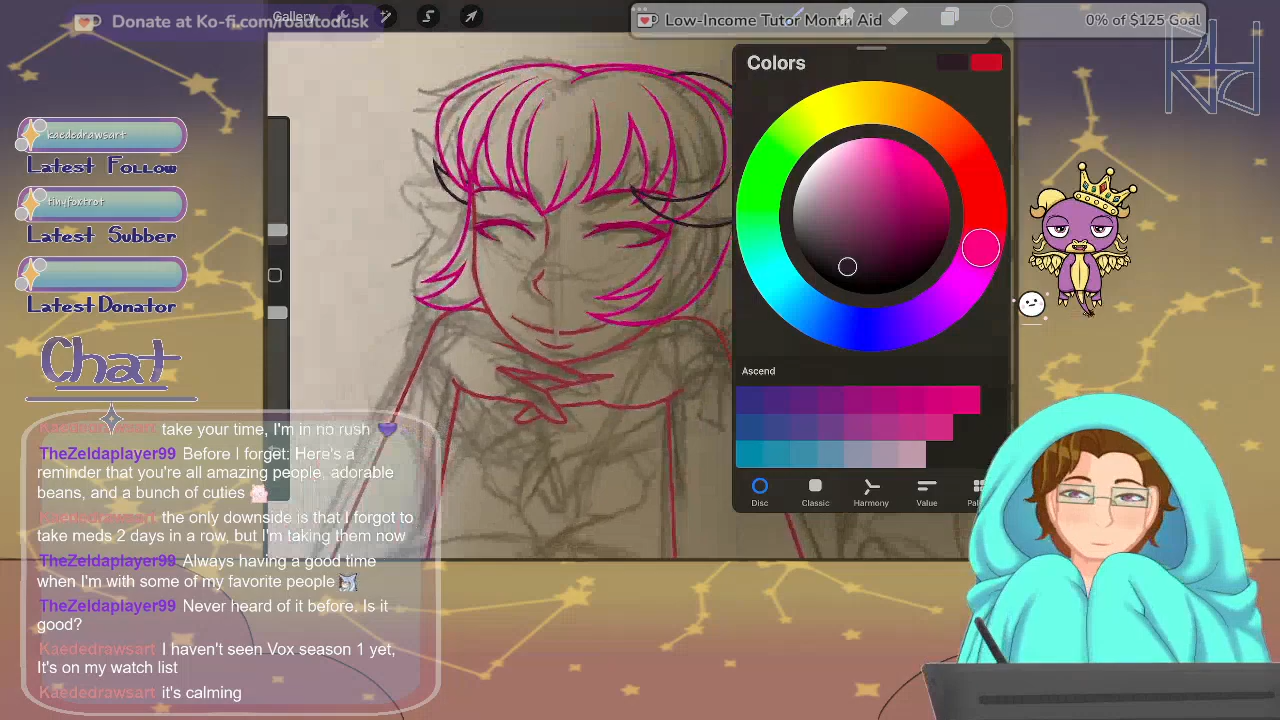 Donate at Ko-fi.com/roadtodusk
Gallery
Low-Income Tutor Month Aid
0% of $125 Goal
Colors
kaededrawsart
Latest Follow
tinyfoxtrot
Latest Subber
Latest Donator
Chat
Kaededrawsart take your time, I'm in no rush
TheZeldaplayer99 Before I forget: Here's a
reminder that you're all amazing people, adorable
beans, and a bunch of cuties
Kaededrawsart the only downside is that I forgot to
take meds 2 days in a row, but I'm taking them now
TheZeldaplayer99 Always having a good time
when I'm with some of my favorite people
TheZeldaplayer99 Never heard of it before. Is it
good?
Kaededrawsart I haven't seen Vox season 1 yet,
It's on my watch list
Kaededrawsart it's calming
Ascend
Disc
Classic
Harmony
Value